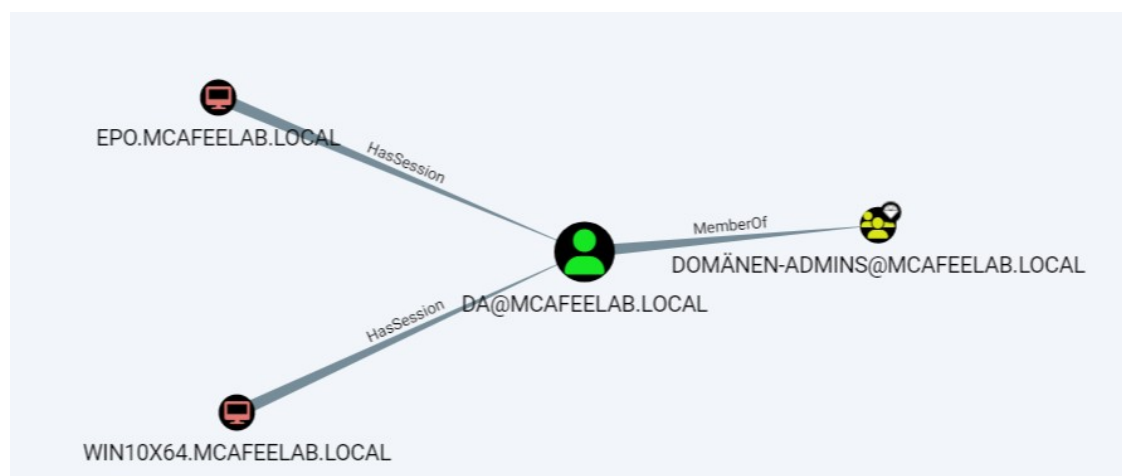 EPO.MCAFEELAB.LOCAL
HasSession
MemberOf
DOMÄNEN-ADMINS@MCAFEELAB.LOCAL
DA@MCAFEELAB.LOCAL
HasSession
WIN10X64.MCAFEELAB.LOCAL